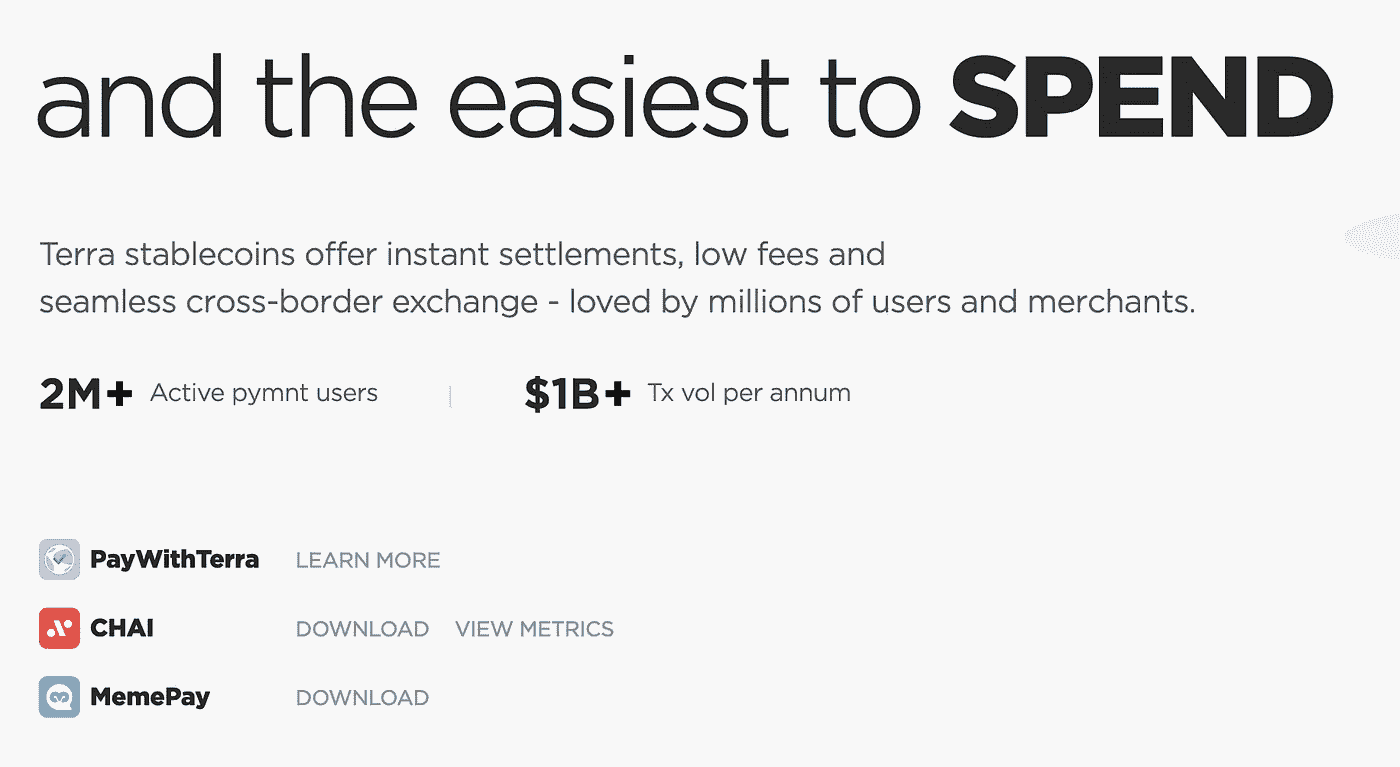 and the easiest to SPEND
Terra stablecoins offer instant settlements, low fees and
seamless cross-border exchange - loved by millions of users and merchants.
2M+ Active pymnt users $1B+ Tx vol per annum
PayWithTerra LEARN MORE
CHAI DOWNLOAD VIEW METRICS
MemePay DOWNLOAD